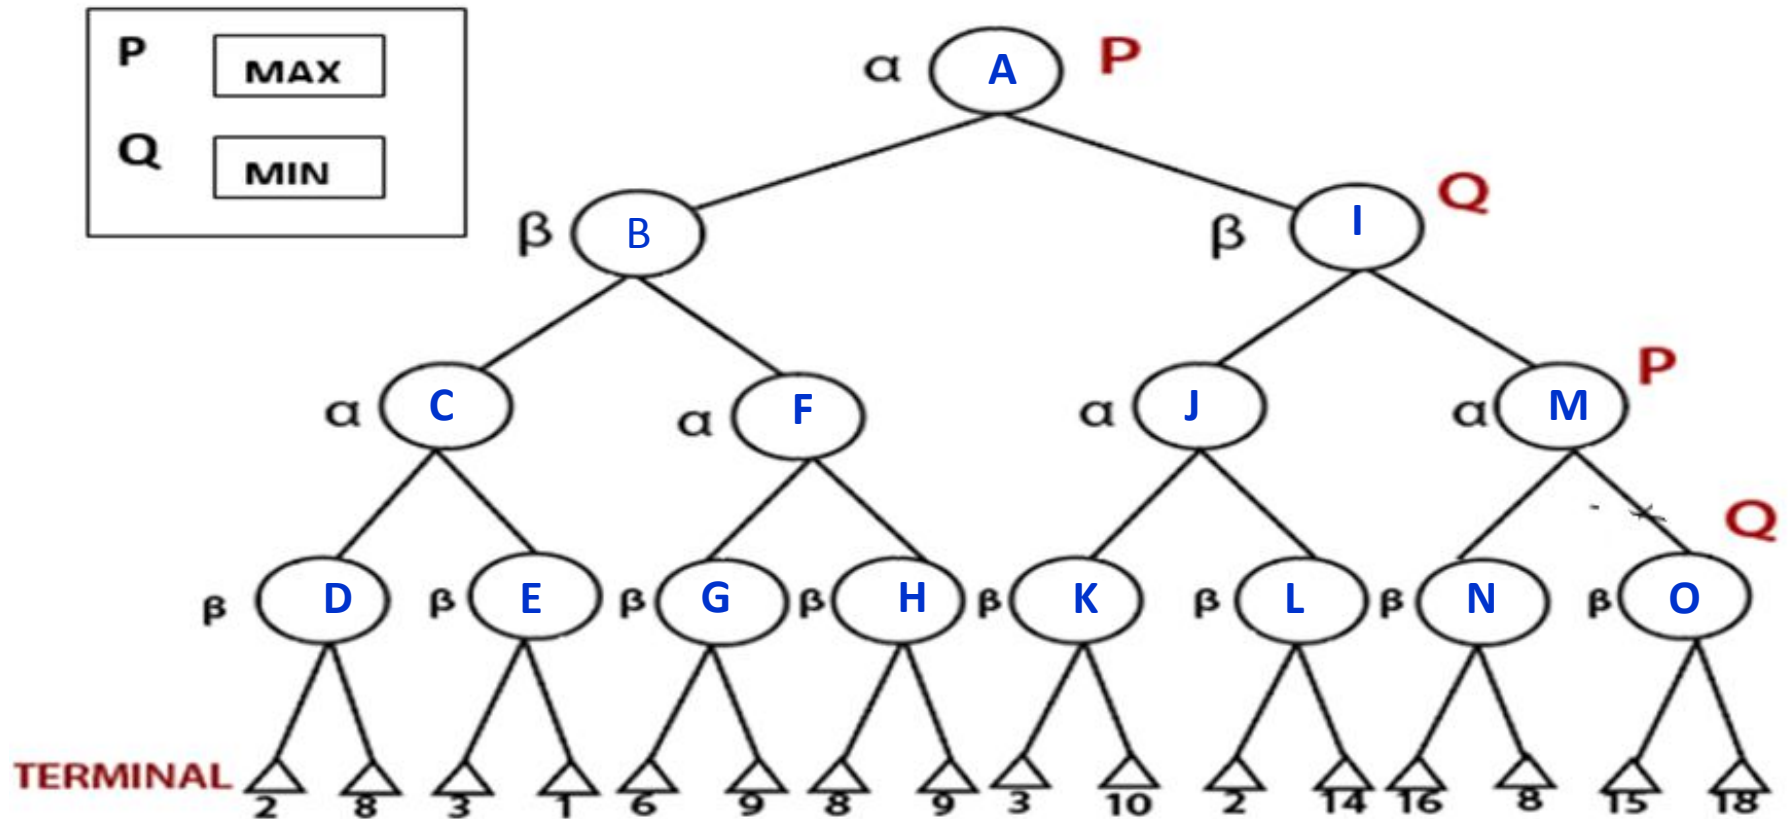 P MAX
Q MIN
α A P
β B
β I Q
α C
α F
α J
α M P
Q
β D
β E
β G
β H
β K
β L
β N
β O
TERMINAL
2 8 3 1 6 9 8 9 3 10 2 14 16 8 15 18